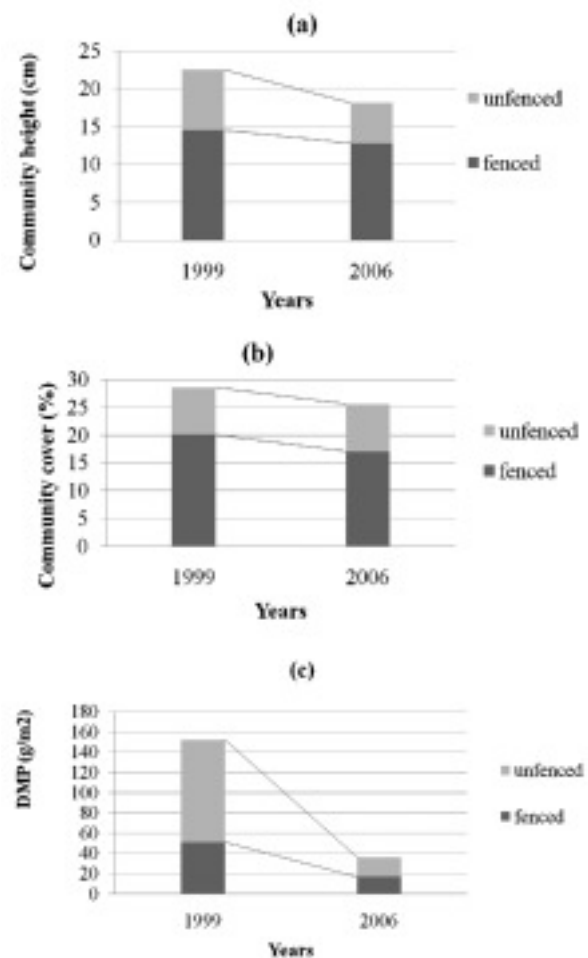 (a)
Community height (cm)
25
20
15
10
5
0
1999
2006
Years
unfenced
fenced
(b)
Community cover (%)
30
25
20
15
10
5
0
1999
2006
Years
unfenced
fenced
(c)
DMP (g/m2)
180
160
140
120
100
80
60
40
20
0
1999
2006
Years
unfenced
fenced